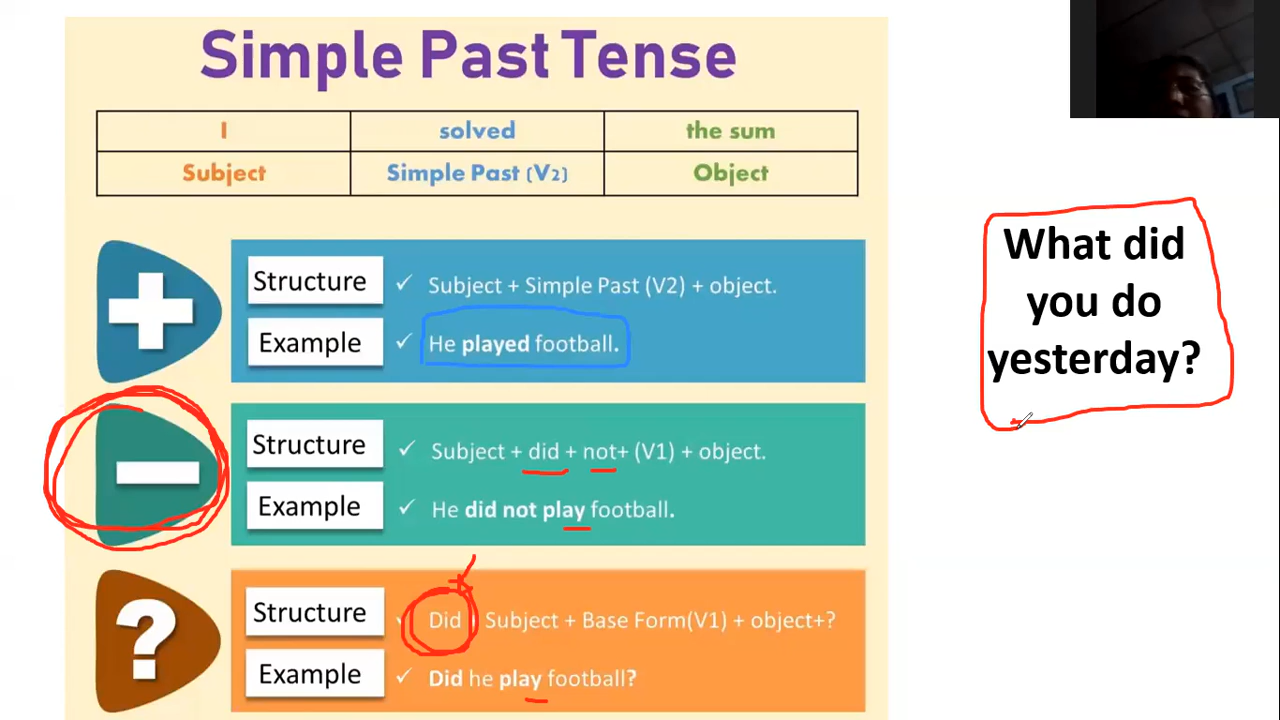 Simple Past Tense
I solved the sum
Subject Simple Past (V2) Object
Structure ✓ Subject + Simple Past (V2) + object.
Example ✓ He played football.
Structure ✓ Subject + did + not+ (V1) + object.
Example ✓ He did not play football.
Structure ✓ Did + Subject + Base Form(V1) + object+?
Example ✓ Did he play football?
What did
you do
yesterday?